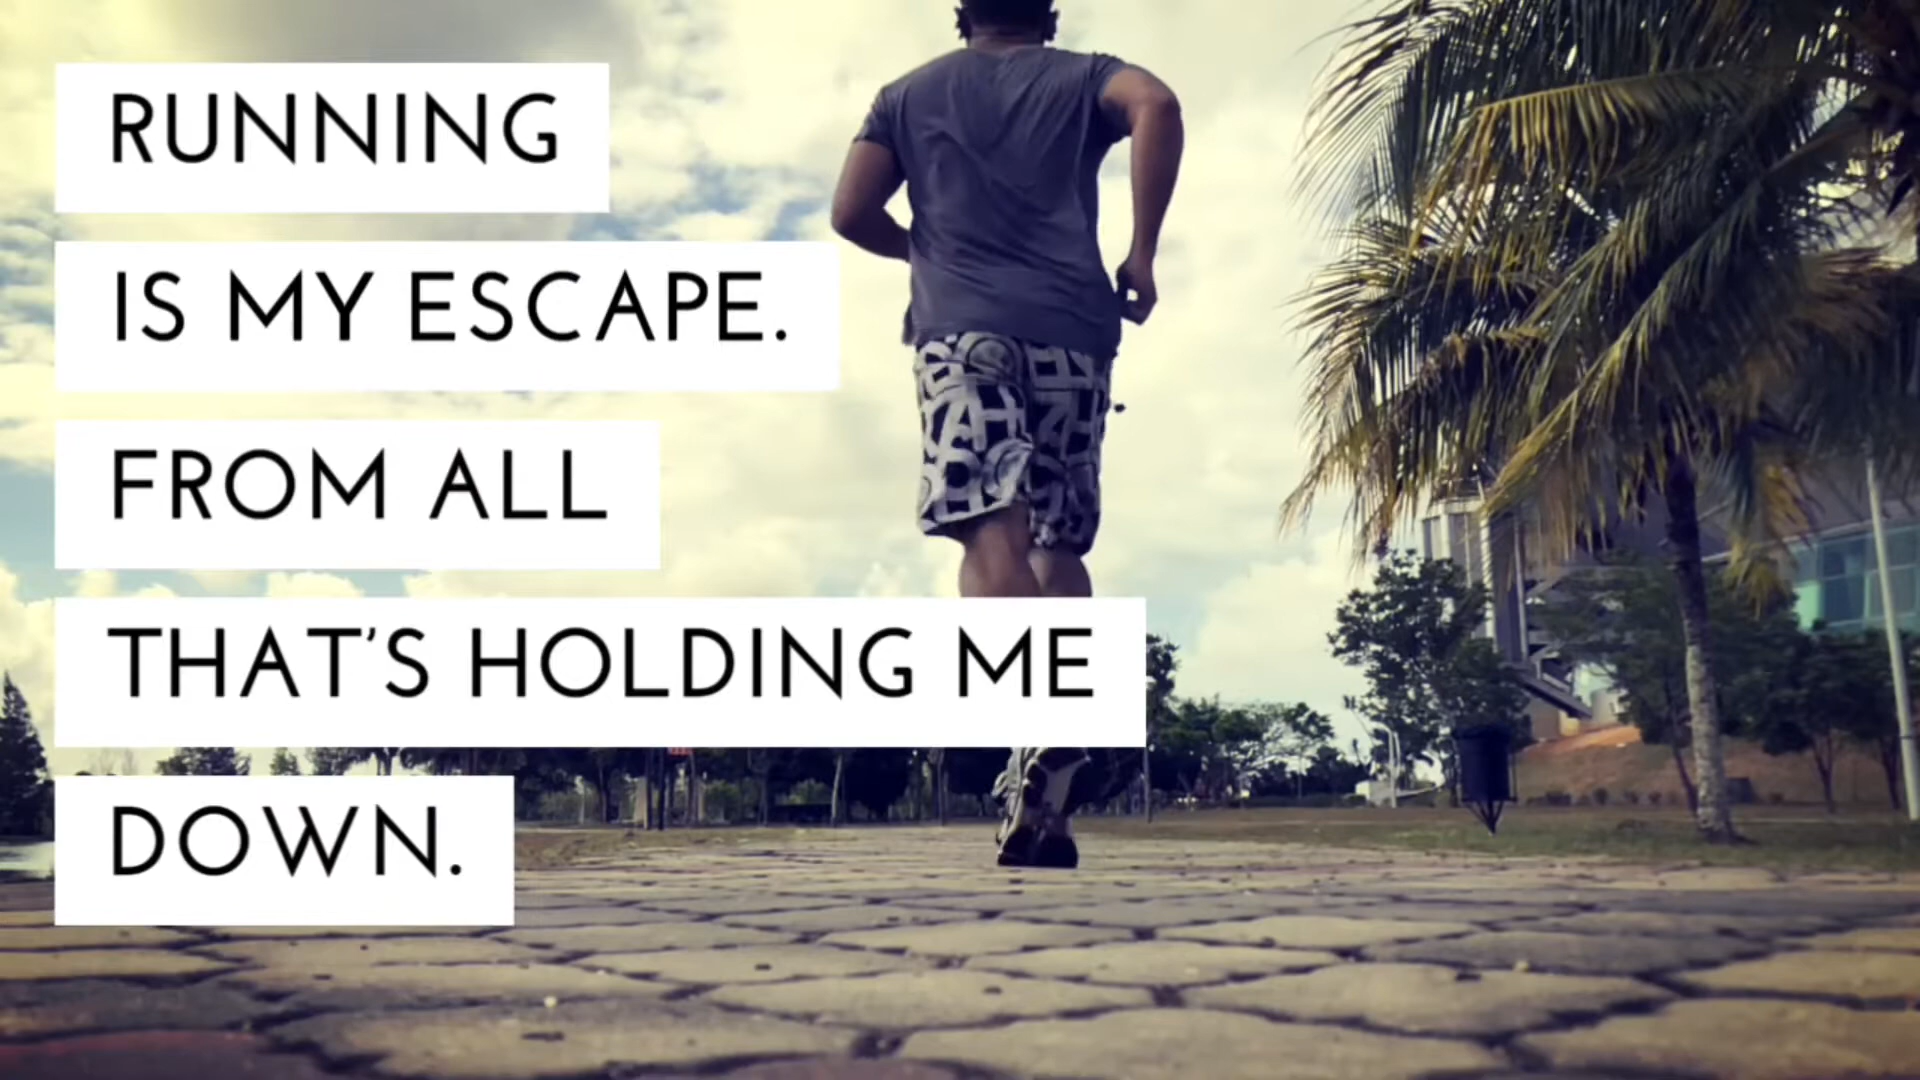 RUNNING
IS MY ESCAPE.
FROM ALL
THAT'S HOLDING ME
DOWN.